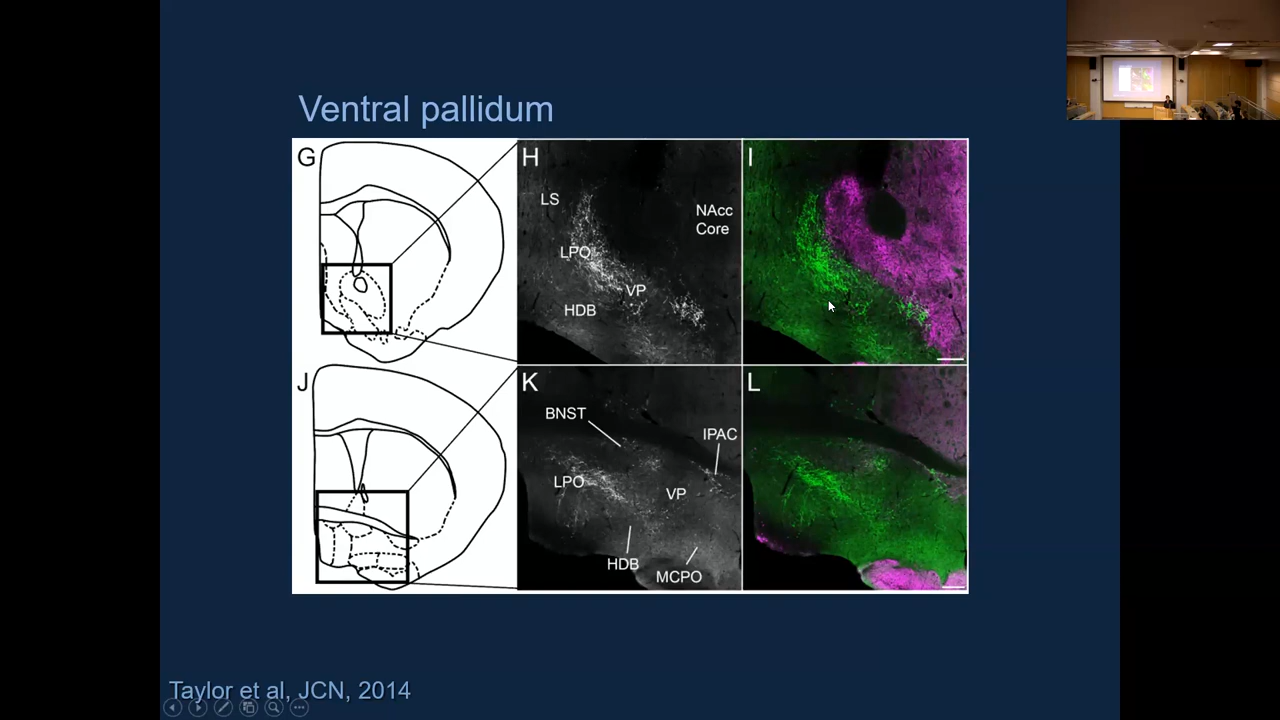 Ventral pallidum
G
H
I
LS
NAcc
Core
LPO
VP
HDB
J
K
L
BNST
IPAC
LPO
VP
HDB
MCPO
Taylor et al, JCN, 2014